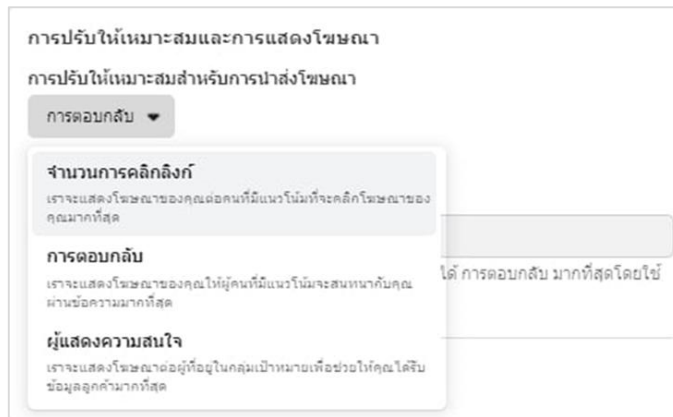 การปรับให้เหมาะสมและการแสดงโฆษณา
การปรับให้เหมาะสมสำหรับการนำส่งโฆษณา
การตอบกลับ
จำนวนการคลิกลิงก์
เราจะแสดงโฆษณาของคุณต่อคนที่มีแนวโน้มที่จะคลิกโฆษณาของ
คุณมากที่สุด
การตอบกลับ
เราจะแสดงโฆษณาของคุณให้ผู้คนที่มีแนวโน้มจะสนทนากับคุณ
ผ่านข้อความมากที่สุด
ได้ การตอบกลับ มากที่สุดโดยใช้
ผู้แสดงความสนใจ
เราจะแสดงโฆษณาต่อผู้ที่อยู่ในกลุ่มเป้าหมายเพื่อช่วยให้คุณได้รับ
ข้อมูลลูกค้ามากที่สุด